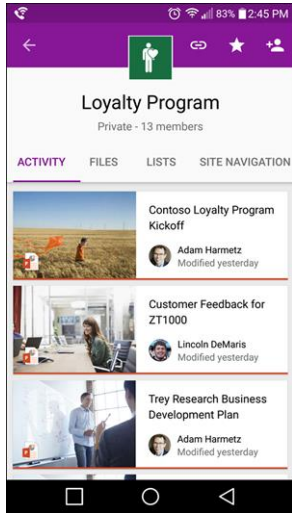 83% 2:45 PM
Loyalty Program
Private - 13 members
ACTIVITY FILES LISTS SITE NAVIGATION
Contoso Loyalty Program
Kickoff
Adam Harmetz
Modified yesterday
Customer Feedback for
ZT1000
Lincoln DeMaris
Modified yesterday
Trey Research Business
Development Plan
Adam Harmetz
Modified yesterday